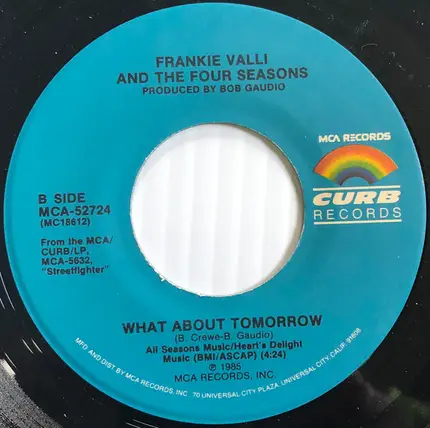 FRANKIE VALLI
AND THE FOUR SEASONS
PRODUCED BY BOB GAUDIO
MCA RECORDS
CURB
RECORDS
B SIDE
MCA-52724
(MC18612)
From the MCA/
CURB/LP,
MCA-5632,
"Streetfighter"
WHAT ABOUT TOMORROW
(B. Crewe-B. Gaudio)
All Seasons Music/Heart's Delight
Music (BMI/ASCAP) (4:24)
℗ 1985
MCA RECORDS, INC.
MFD. AND DIST. BY MCA RECORDS, INC., 70 UNIVERSAL CITY PLAZA, UNIVERSAL CITY, CALIF.-91608